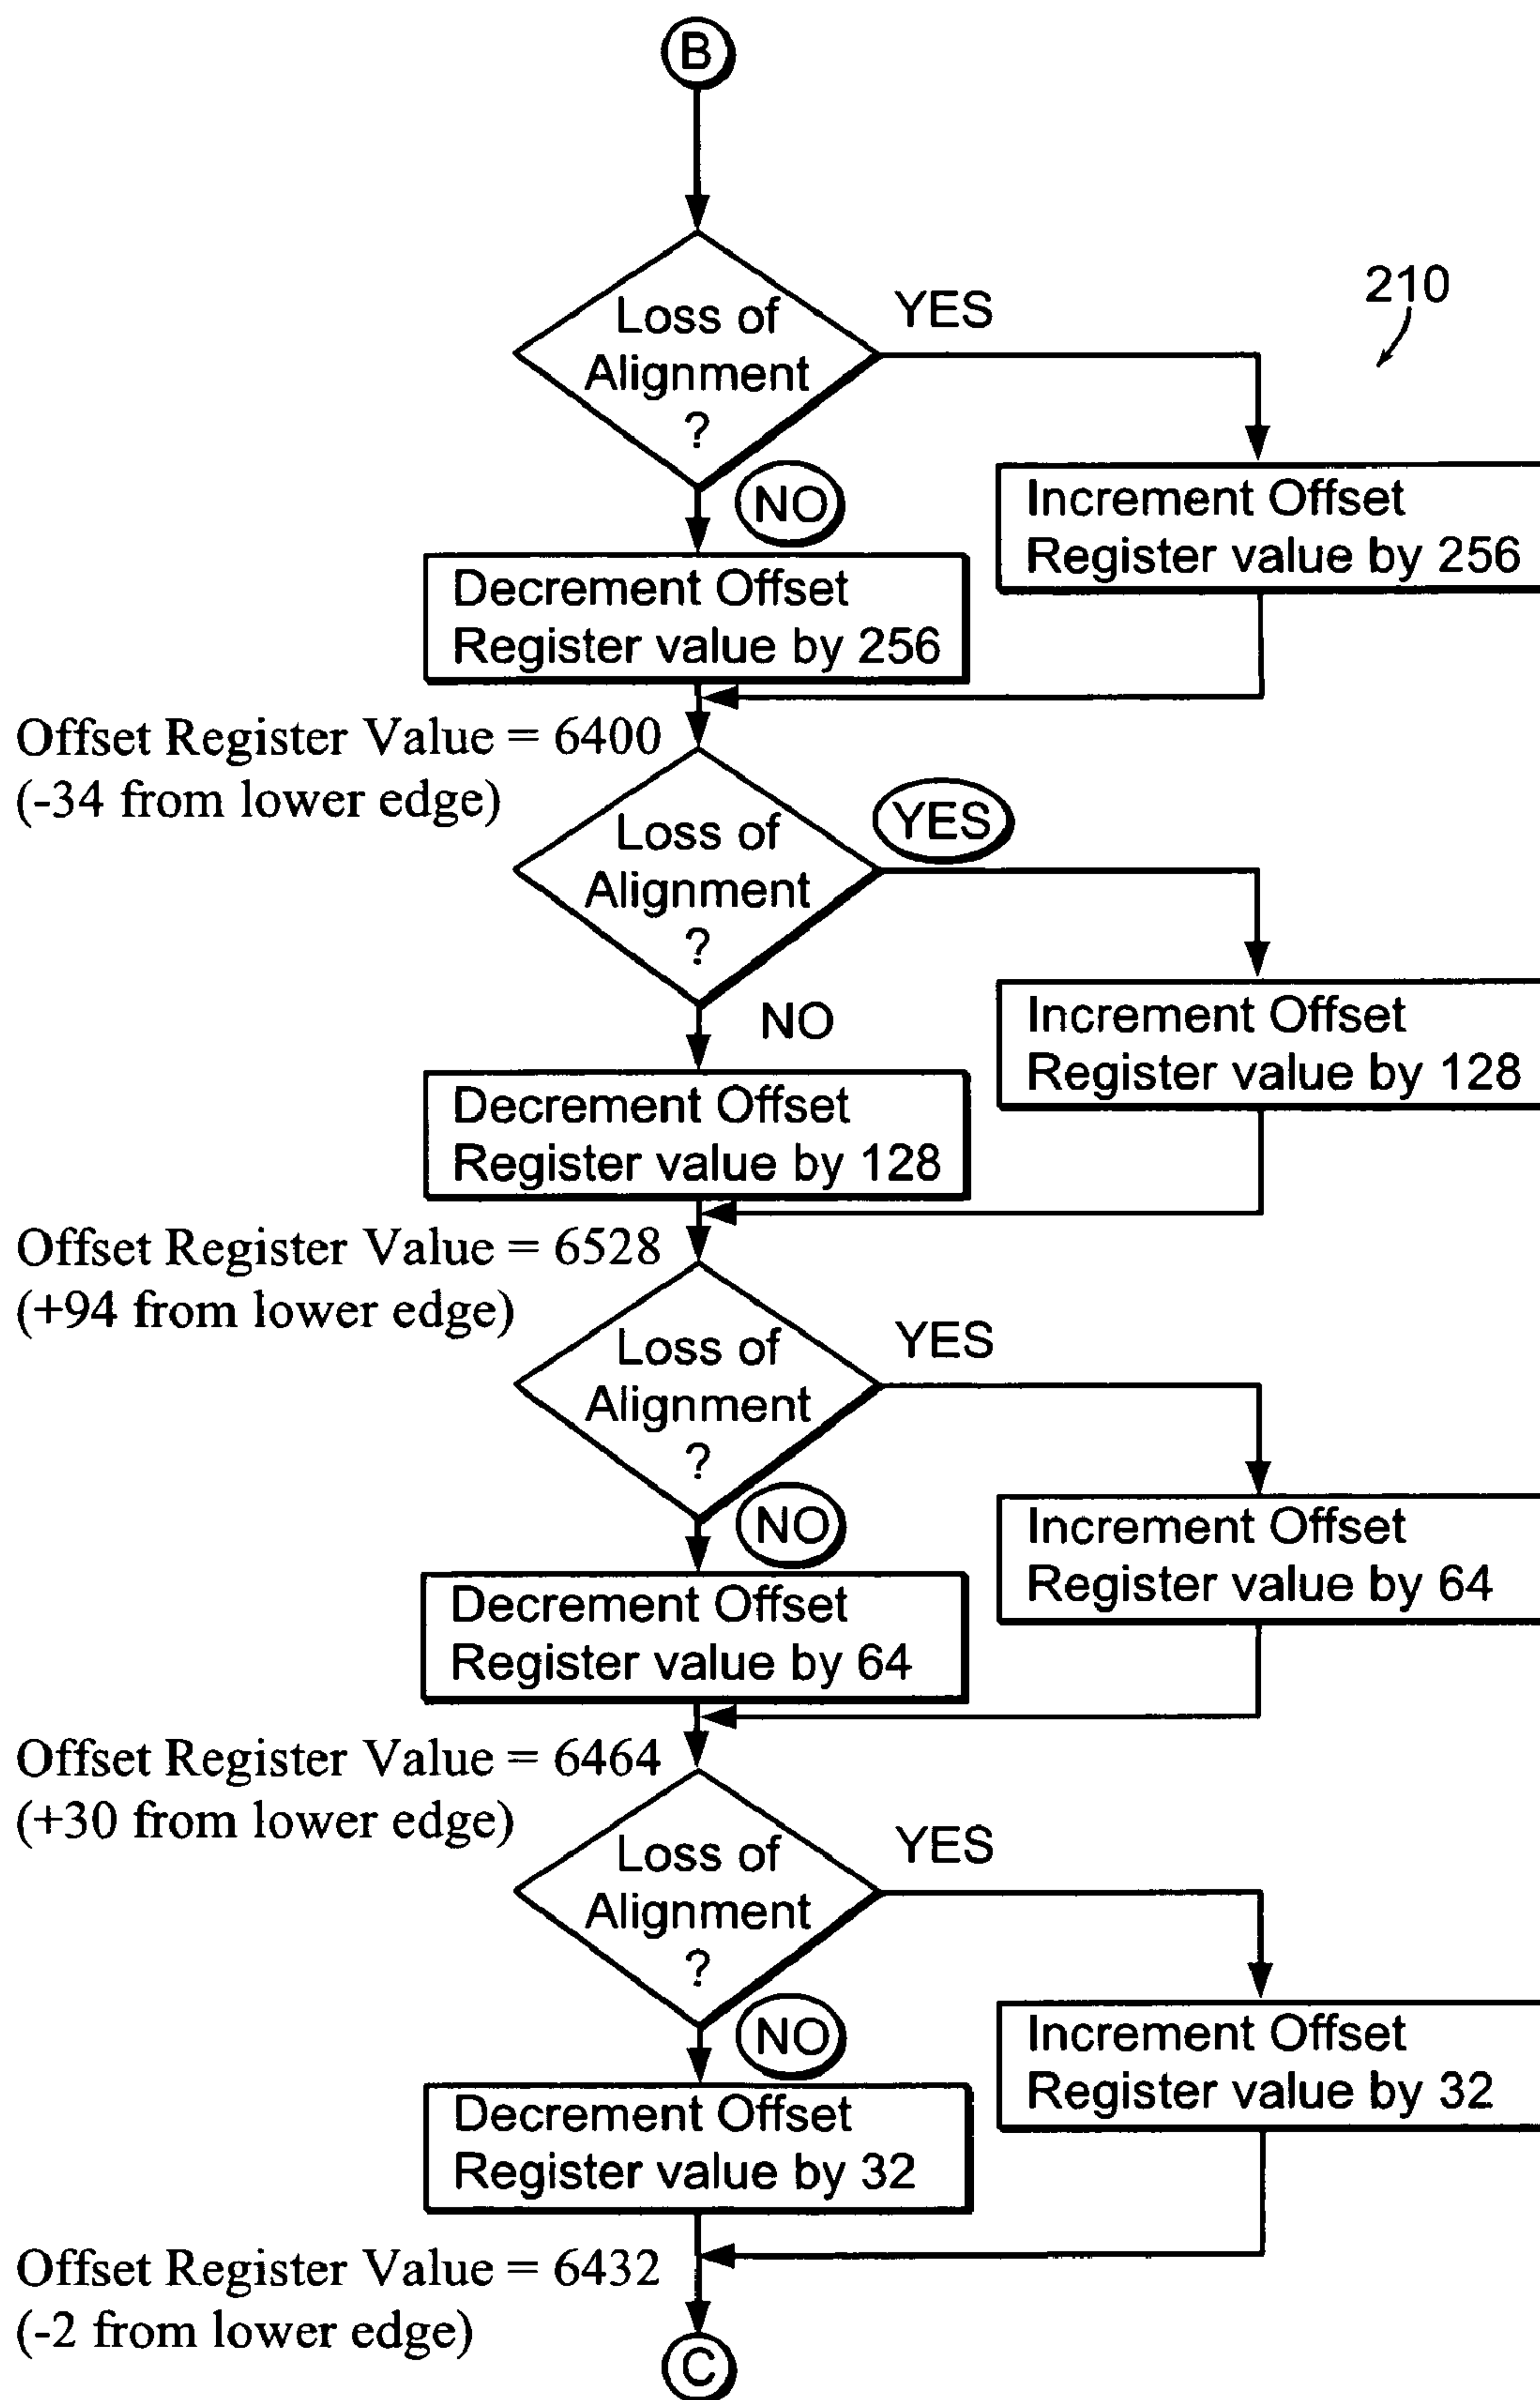 B
Loss of
Alignment
?
YES
210
NO
Increment Offset
Register value by 256
Decrement Offset
Register value by 256
Offset Register Value = 6400
(-34 from lower edge)
Loss of
Alignment
?
YES
NO
Increment Offset
Register value by 128
Decrement Offset
Register value by 128
Offset Register Value = 6528
(+94 from lower edge)
Loss of
Alignment
?
YES
NO
Increment Offset
Register value by 64
Decrement Offset
Register value by 64
Offset Register Value = 6464
(+30 from lower edge)
Loss of
Alignment
?
YES
NO
Increment Offset
Register value by 32
Decrement Offset
Register value by 32
Offset Register Value = 6432
(-2 from lower edge)
C